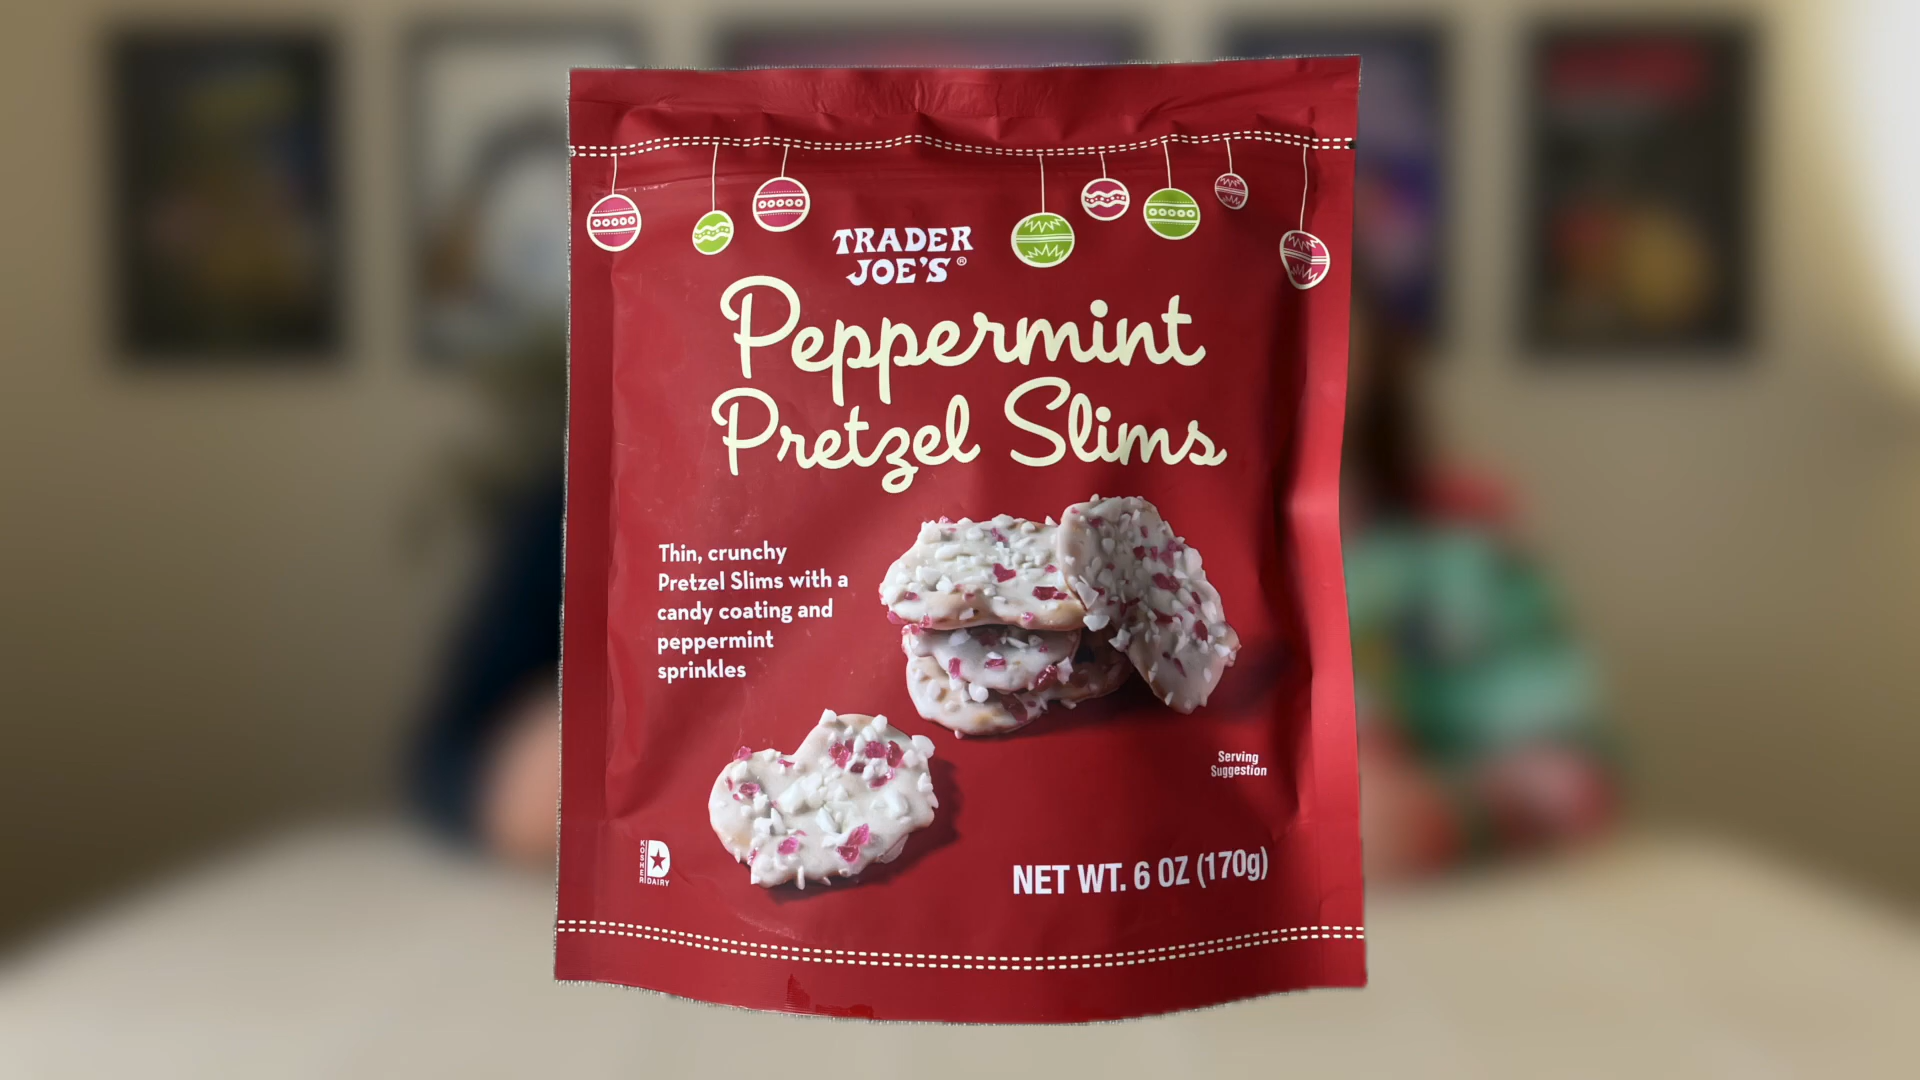 TRADER
JOE'S®
Peppermint
Pretzel Slims
Thin, crunchy
Pretzel Slims with a
candy coating and
peppermint
sprinkles
Serving
Suggestion
KOSHER
D
DAIRY
NET WT. 6 OZ (170g)